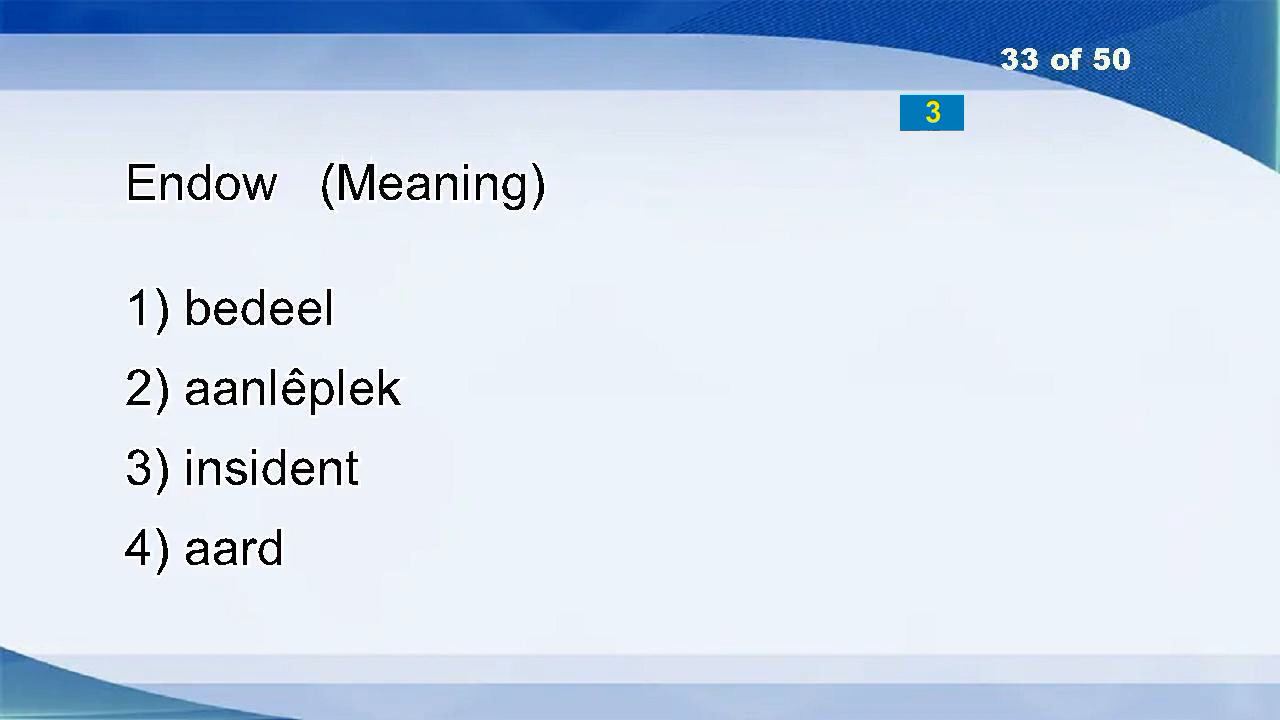 33 of 50
3
Endow (Meaning)
1) bedeel
2) aanlêplek
3) insident
4) aard